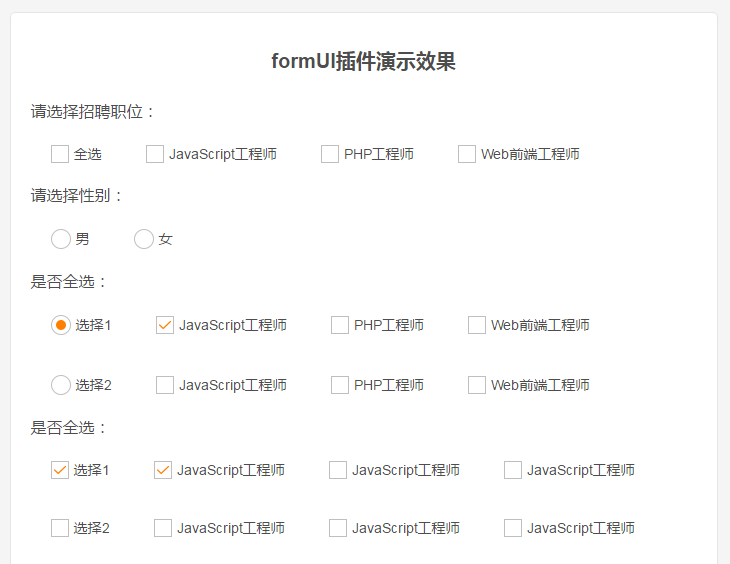 formUI插件演示效果
请选择招聘职位：
全选 JavaScript工程师 PHP工程师 Web前端工程师
请选择性别：
男 女
是否全选：
选择1 JavaScript工程师 PHP工程师 Web前端工程师
选择2 JavaScript工程师 PHP工程师 Web前端工程师
是否全选：
选择1 JavaScript工程师 JavaScript工程师 JavaScript工程师
选择2 JavaScript工程师 JavaScript工程师 JavaScript工程师